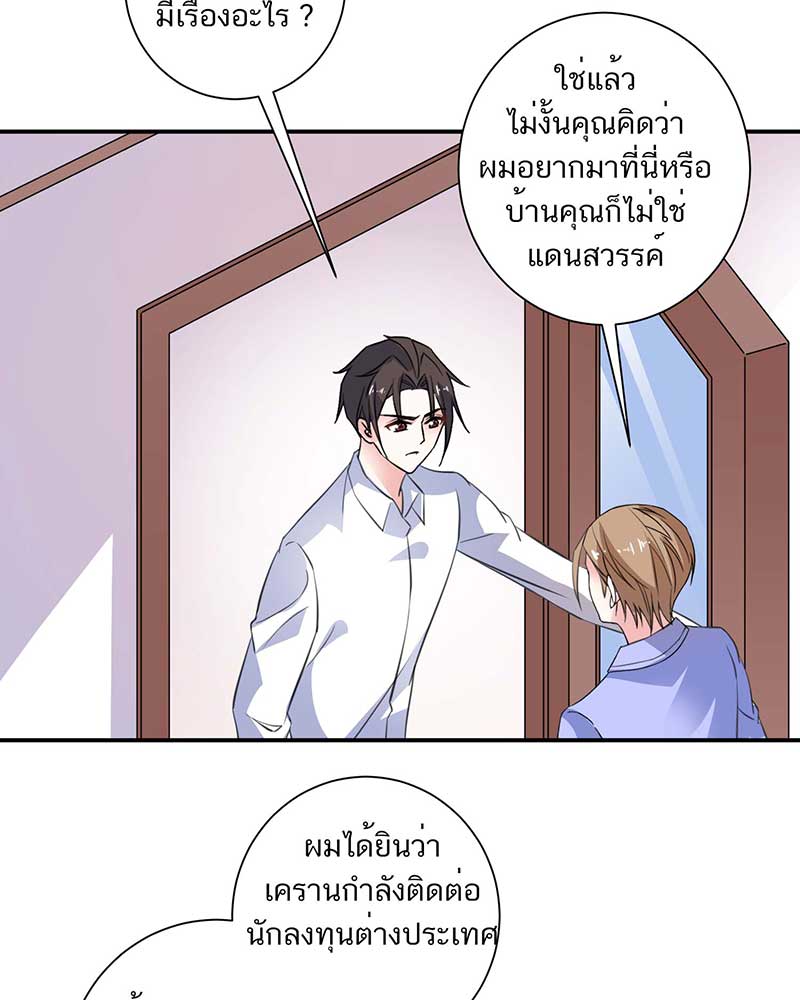 มีเรื่องอะไร ?
ใช่แล้ว
ไม่งั้นคุณคิดว่า
ผมอยากมาที่นี่หรือ
บ้านคุณก็ไม่ใช่
แดนสวรรค์
ผมได้ยินว่า
เครานกำลังติดต่อ
นักลงทุนต่างประเทศ